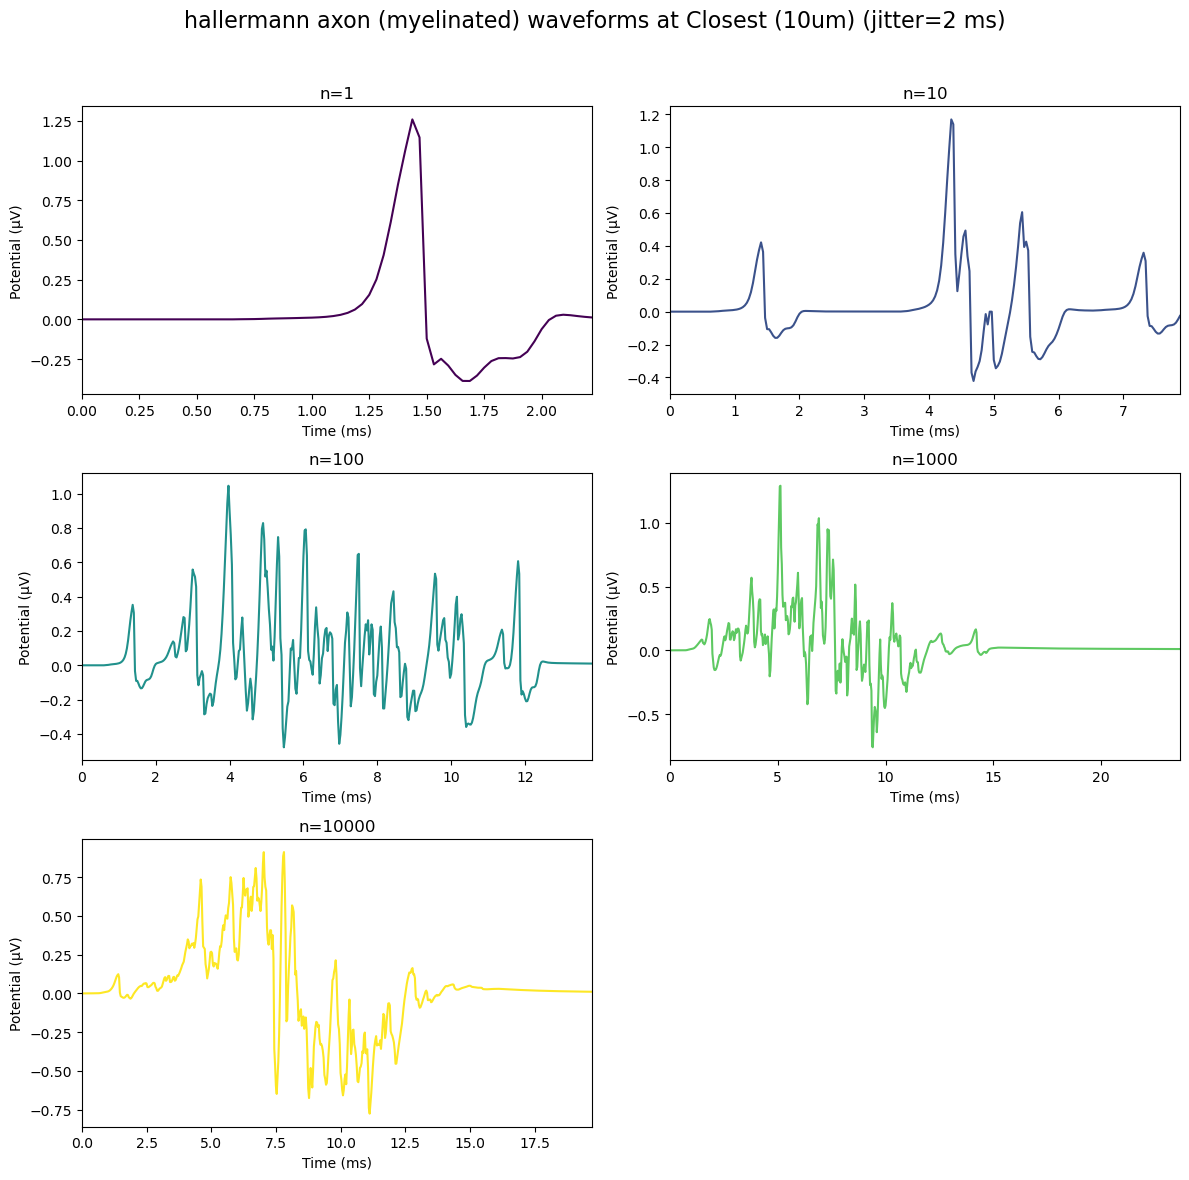 hallermann axon (myelinated) waveforms at Closest (10um) (jitter=2 ms)
n=1
1.25
1.00
0.75
0.50
0.25
0.00
−0.25
Potential (µV)
0.00 0.25 0.50 0.75 1.00 1.25 1.50 1.75 2.00
Time (ms)
n=10
1.2
1.0
0.8
0.6
0.4
0.2
0.0
−0.2
−0.4
Potential (µV)
0 1 2 3 4 5 6 7
Time (ms)
n=100
1.0
0.8
0.6
0.4
0.2
0.0
−0.2
−0.4
Potential (µV)
0 2 4 6 8 10 12
Time (ms)
n=1000
1.0
0.5
0.0
−0.5
Potential (µV)
0 5 10 15 20
Time (ms)
n=10000
0.75
0.50
0.25
0.00
−0.25
−0.50
−0.75
Potential (µV)
0.0 2.5 5.0 7.5 10.0 12.5 15.0 17.5
Time (ms)